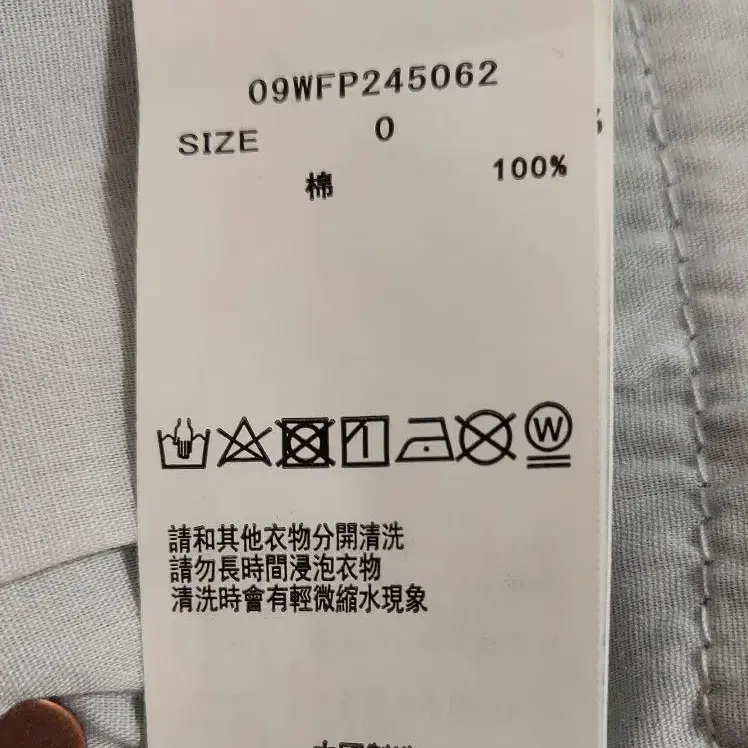 09WFP245062
SIZE 0
棉 100%
W
請和其他衣物分開清洗
請勿長時間浸泡衣物
清洗時會有輕微縮水現象